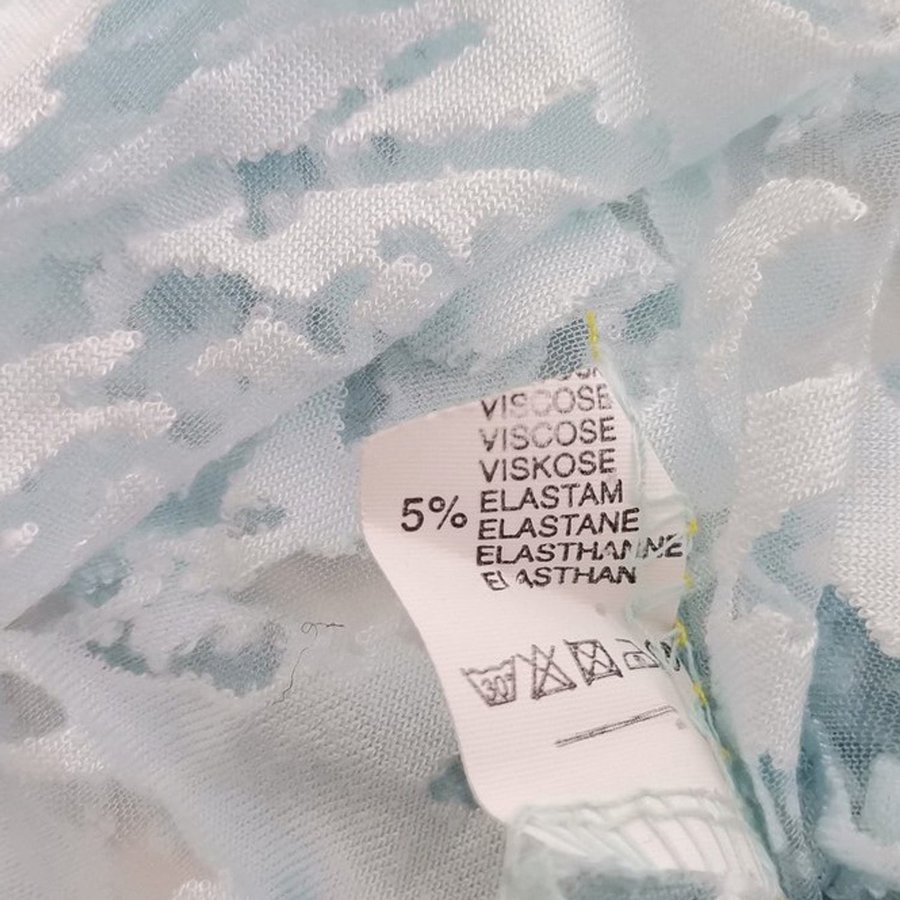 VISCOSE
VISCOSE
VISKOSE
5% ELASTAM
ELASTANE
ELASTHANNE
ELASTHAN
30°